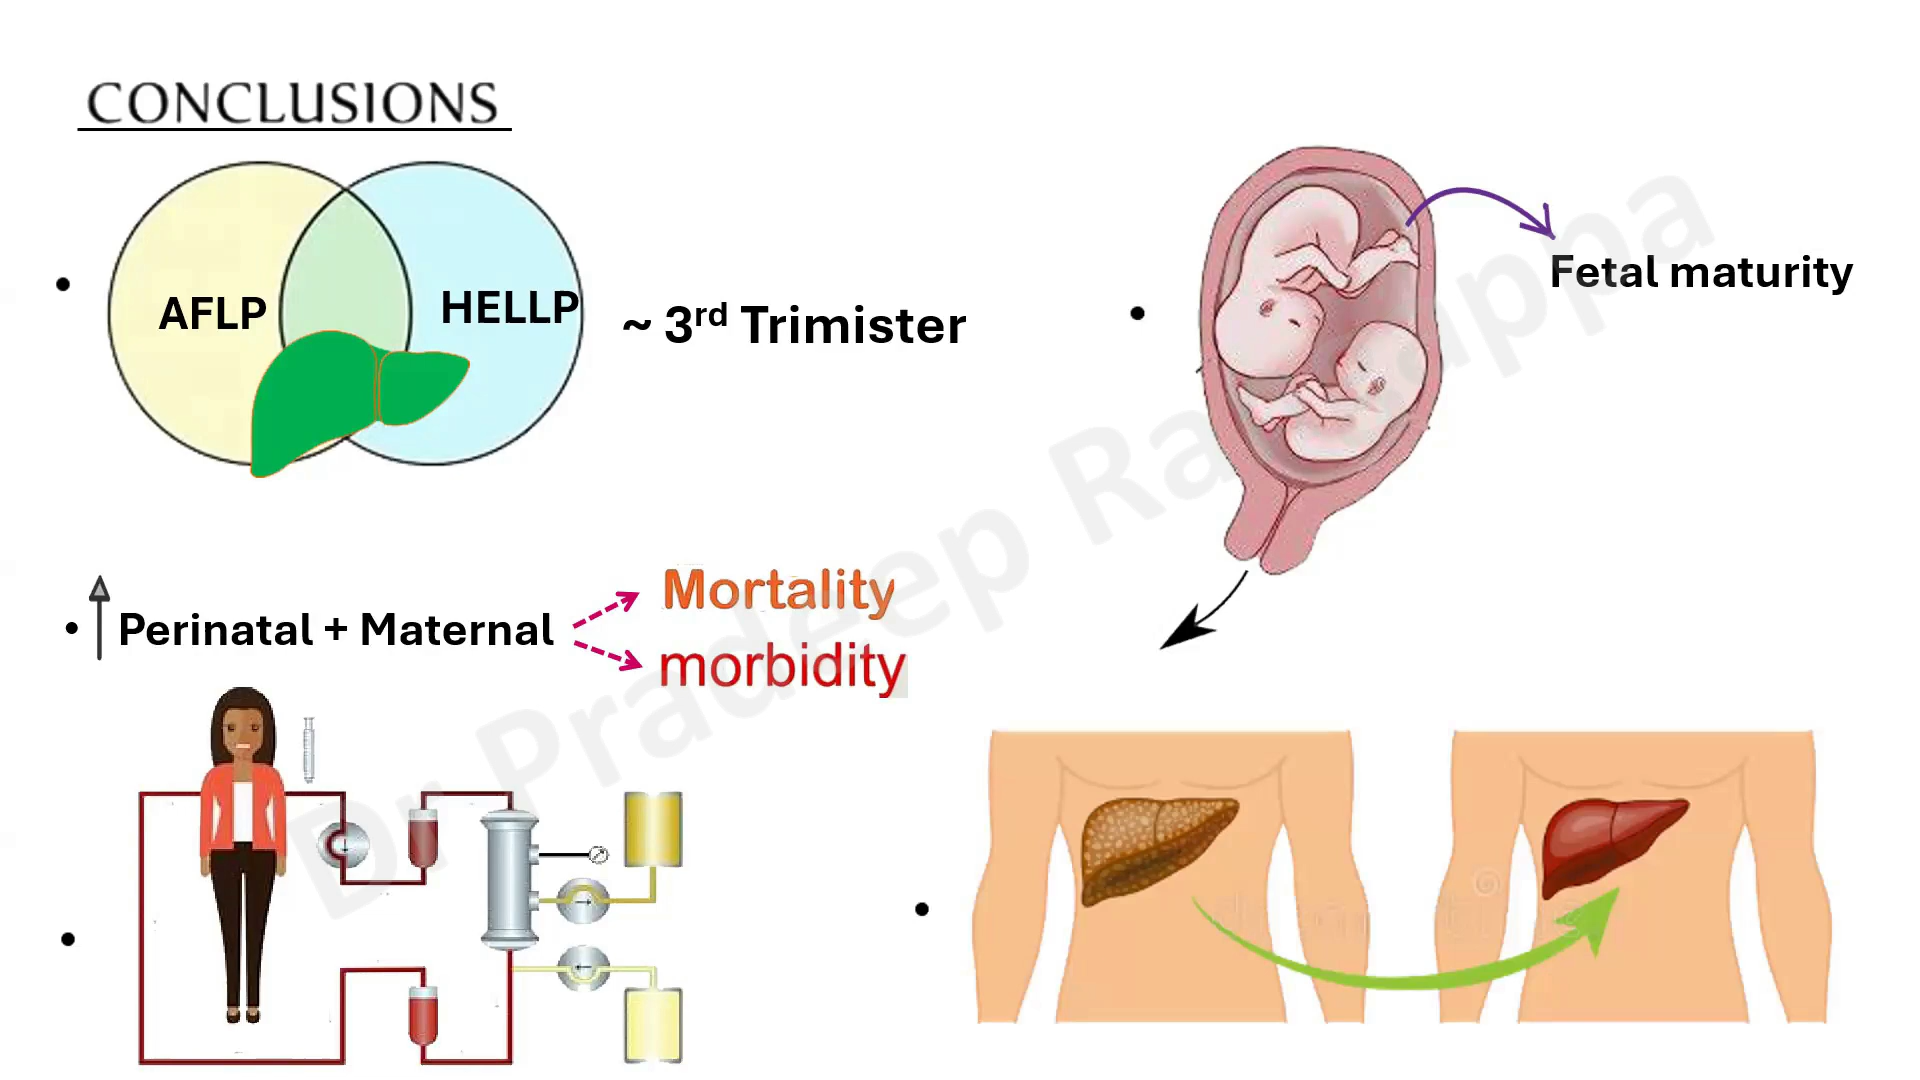 CONCLUSIONS
AFLP
HELLP
~ 3rd Trimister
Fetal maturity
Perinatal + Maternal
Mortality
morbidity